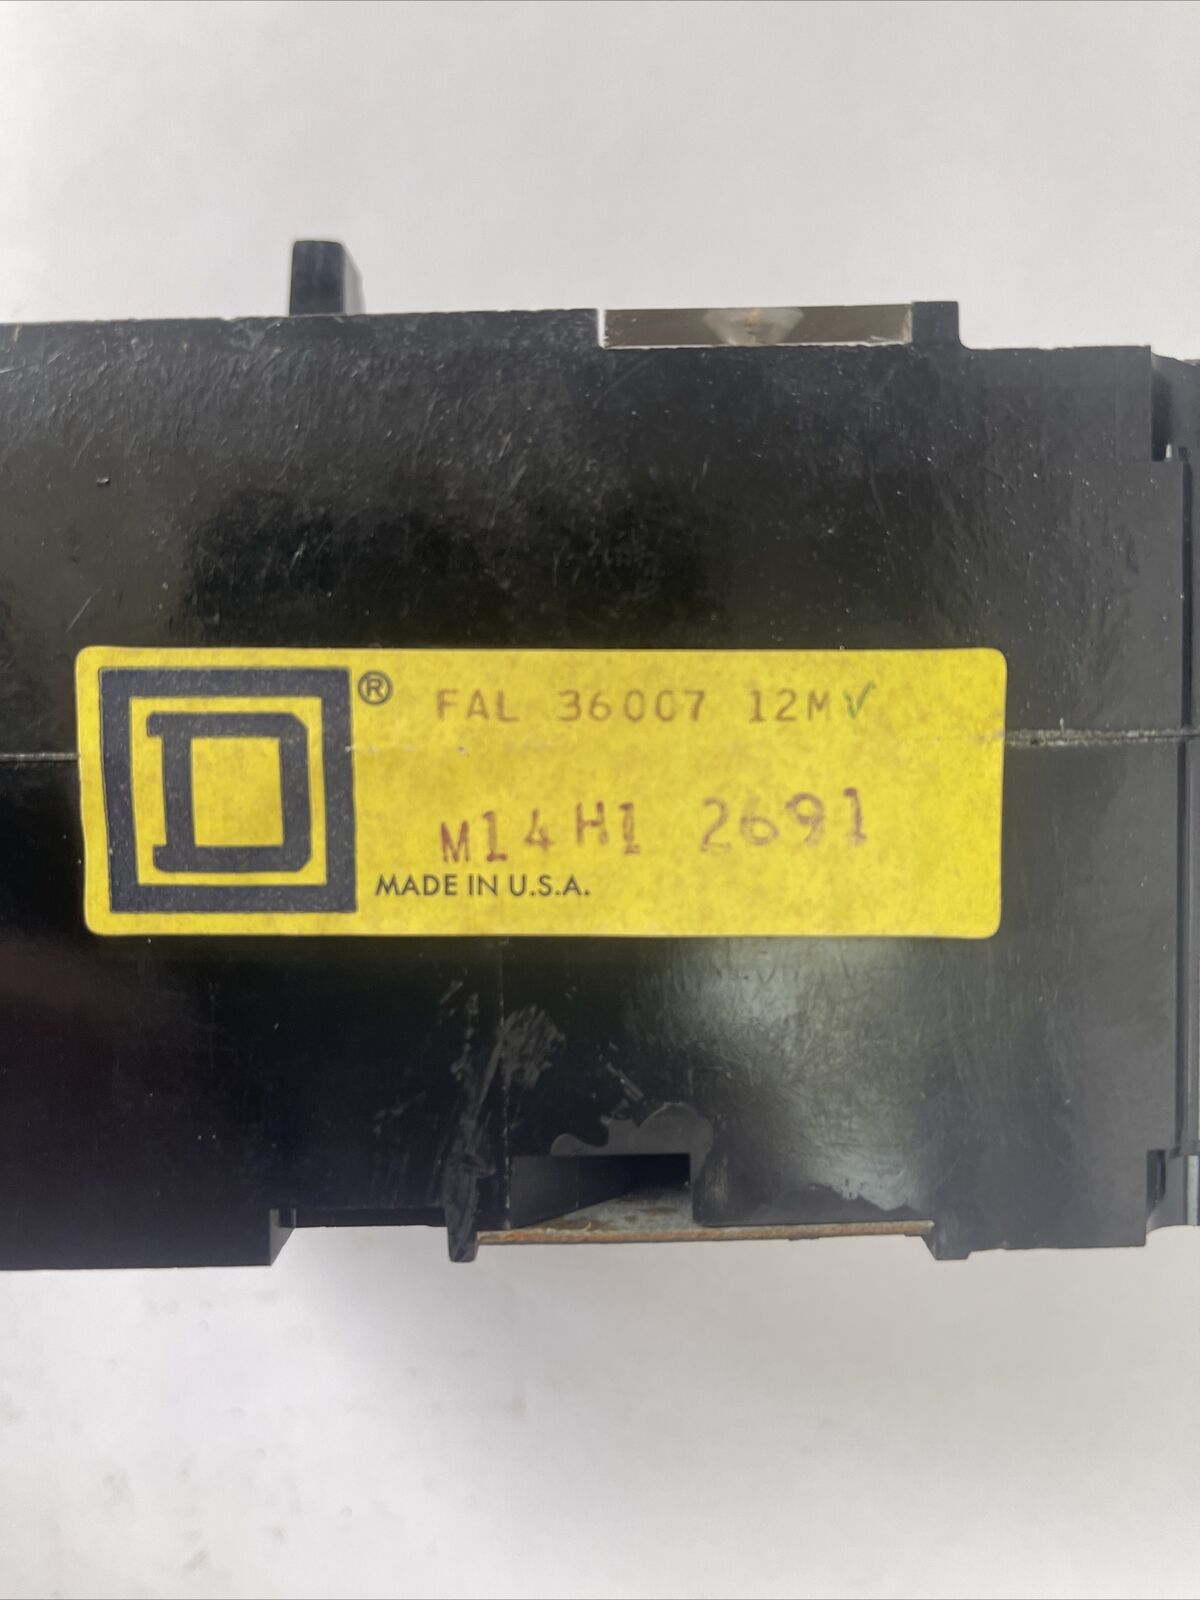 D® FAL 36007 12M✓
M14H1 2691
MADE IN U.S.A.